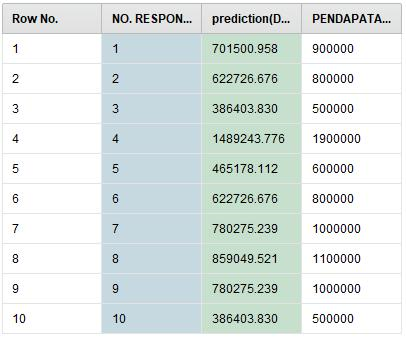 Row No. NO. RESPON... prediction(D... PENDAPATA...
1 1 701500.958 900000
2 2 622726.676 800000
3 3 386403.830 500000
4 4 1489243.776 1900000
5 5 465178.112 600000
6 6 622726.676 800000
7 7 780275.239 1000000
8 8 859049.521 1100000
9 9 780275.239 1000000
10 10 386403.830 500000